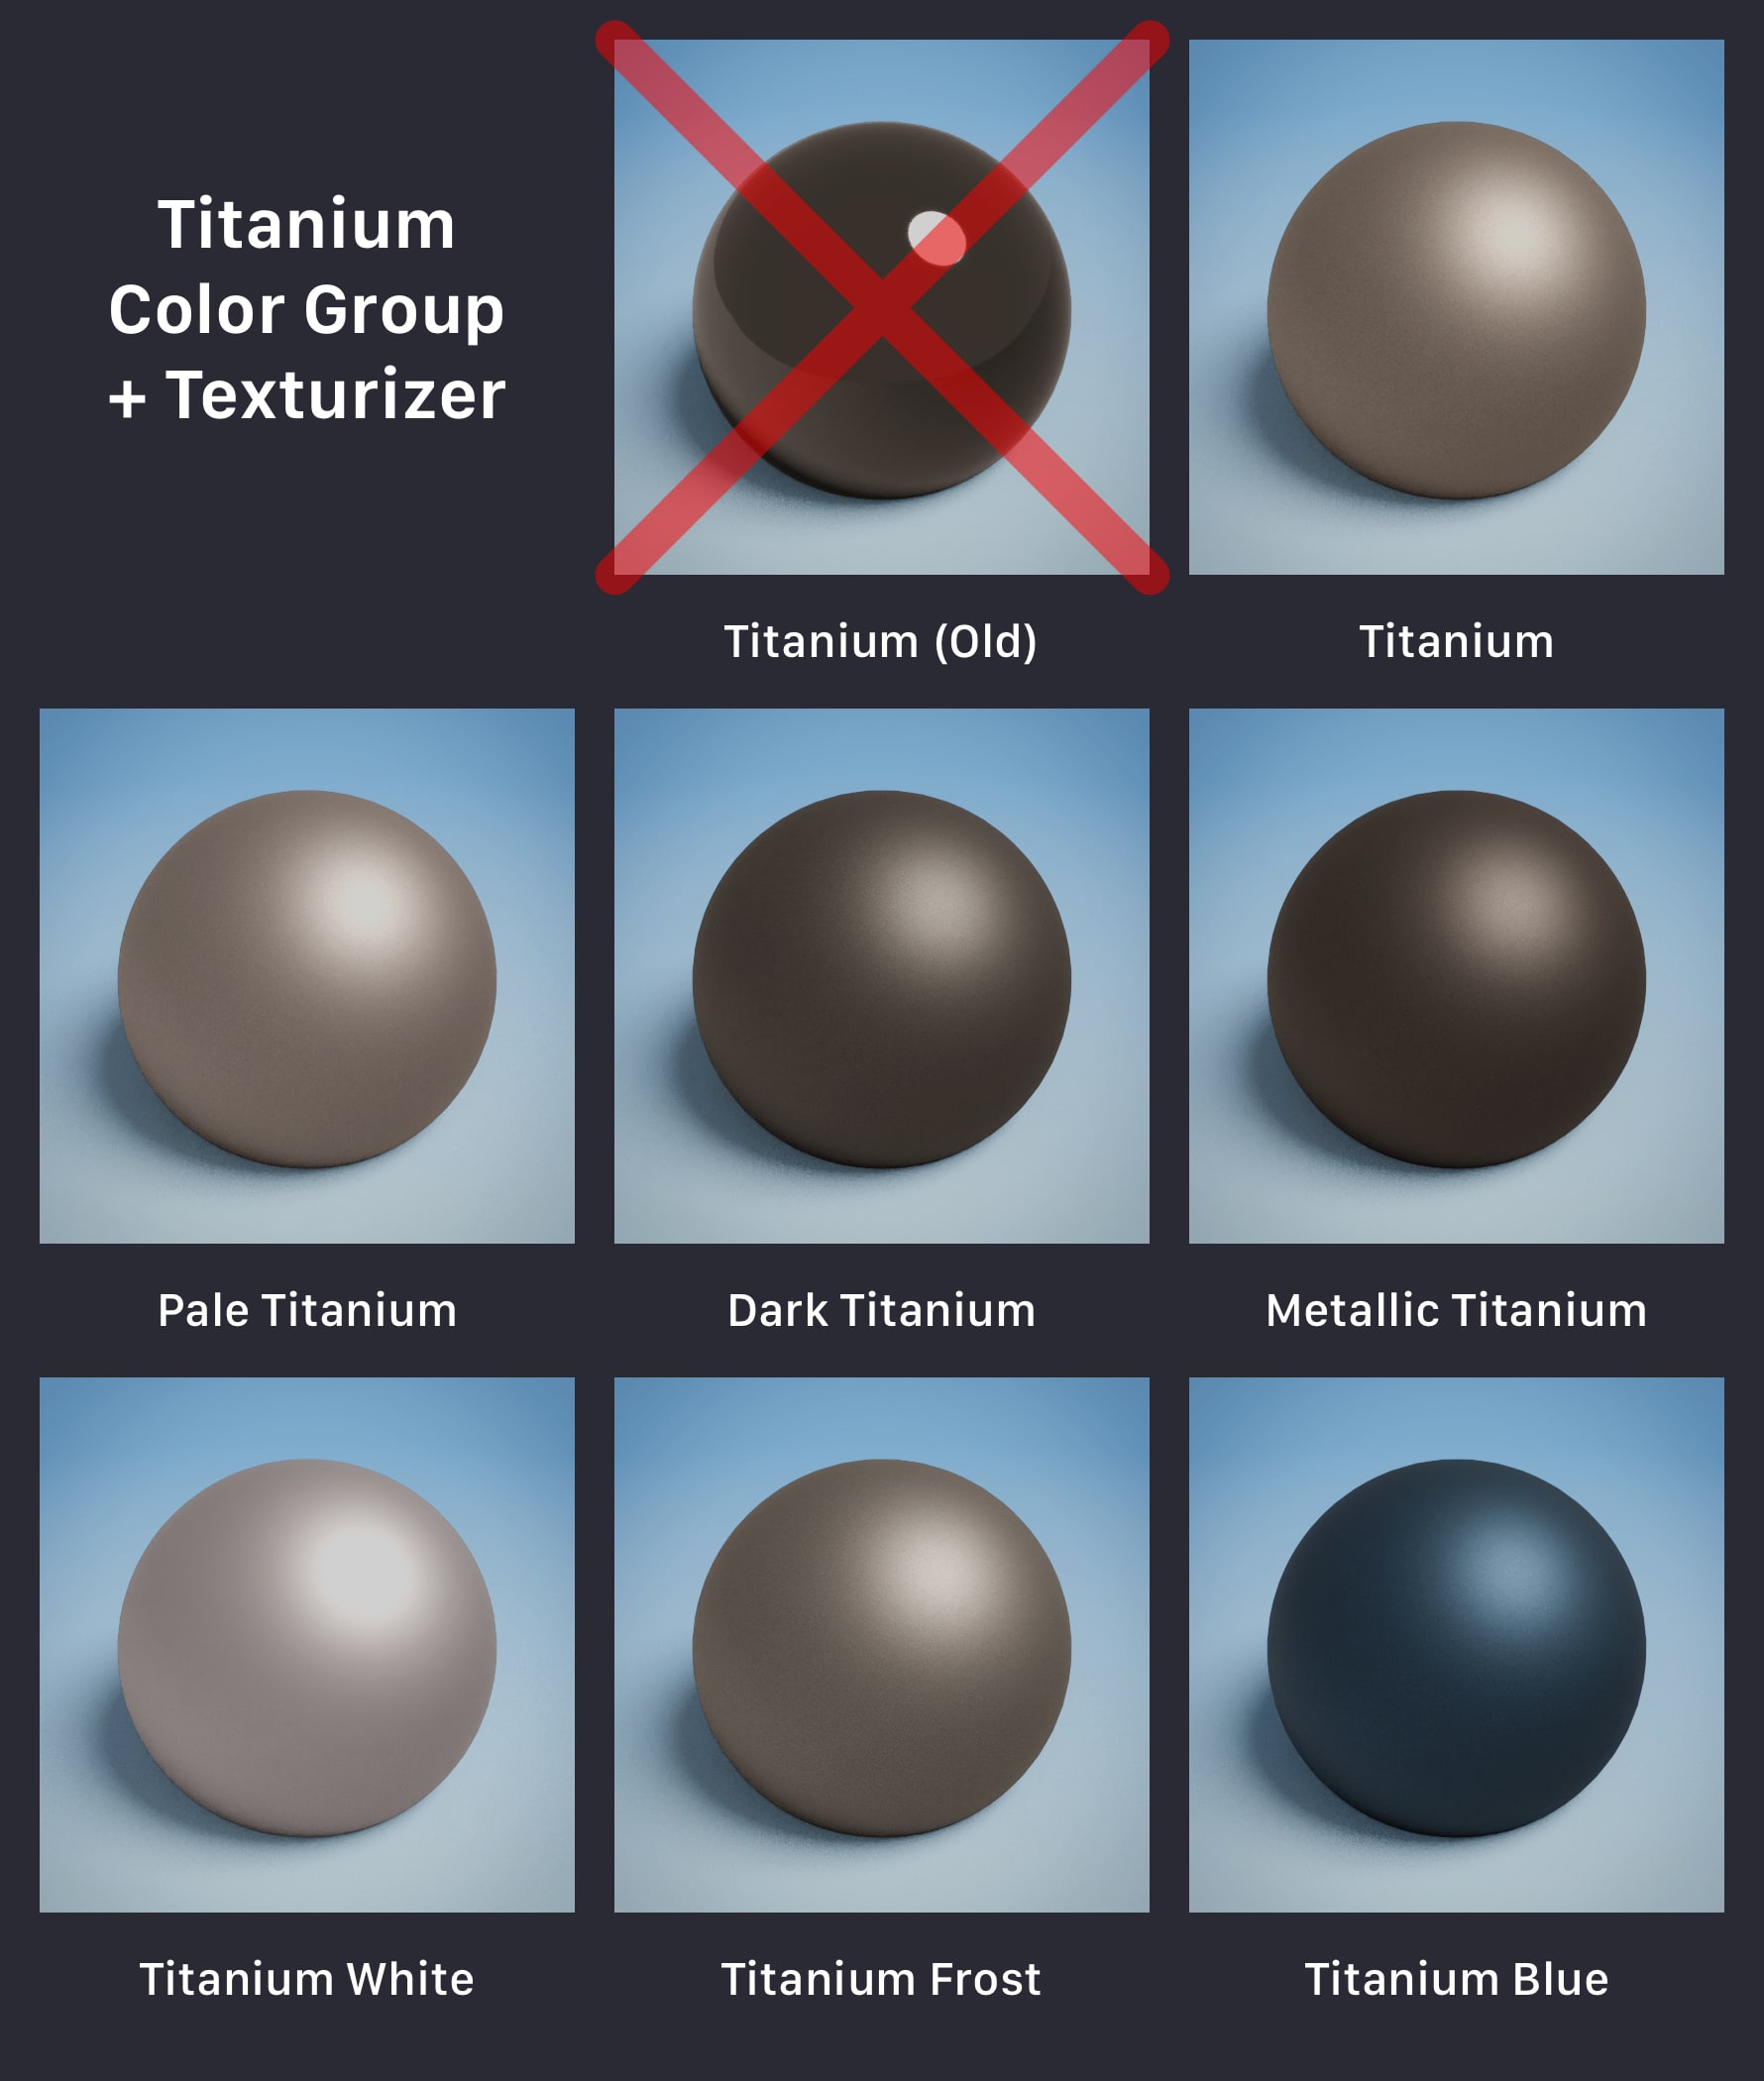 Titanium
Color Group
+ Texturizer
Titanium (Old)
Titanium
Pale Titanium
Dark Titanium
Metallic Titanium
Titanium White
Titanium Frost
Titanium Blue